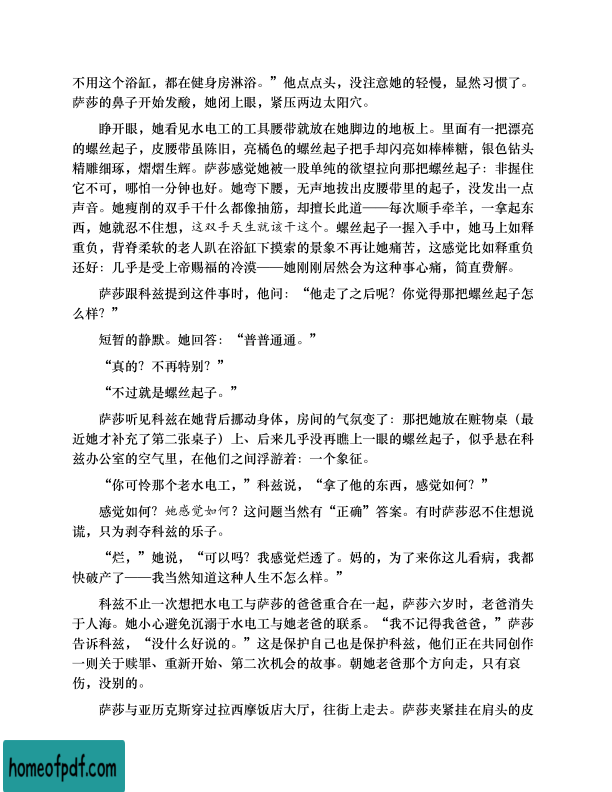 不用这个浴缸，都在健身房淋浴。”他点点头，没注意她的轻慢，显然习惯了。
萨莎的鼻子开始发酸，她闭上眼，紧压两边太阳穴。
睁开眼，她看见水电工的工具腰带就放在她脚边的地板上。里面有一把漂亮
的螺丝起子，皮腰带虽陈旧，亮橘色的螺丝起子把手却闪亮如棒棒糖，银色钻头
精雕细琢，熠熠生辉。萨莎感觉她被一股单纯的欲望拉向那把螺丝起子：非握住
它不可，哪怕一分钟也好。她弯下腰，无声地拔出皮腰带里的起子，没发出一点
声音。她瘦削的双手干什么都像抽筋，却擅长此道——每次顺手牵羊，一拿起东
西，她就忍不住想，这双手天生就该干这个。螺丝起子一握入手中，她马上如释
重负，背脊柔软的老人趴在浴缸下摸索的景象不再让她痛苦，这感觉比如释重负
还好：几乎是受上帝赐福的冷漠——她刚刚居然会为这种事心痛，简直费解。
萨莎跟科兹提到这件事时，他问：“他走了之后呢？你觉得那把螺丝起子怎
么样？”
短暂的静默。她回答：“普普通通。”
“真的？不再特别？”
“不过就是螺丝起子。”
萨莎听见科兹在她背后挪动身体，房间的气氛变了：那把她放在赃物桌（最
近她才补充了第二张桌子）上、后来几乎没再瞧上一眼的螺丝起子，似乎悬在科
兹办公室的空气里，在他们之间浮游着：一个象征。
“你可怜那个老水电工，”科兹说，“拿了他的东西，感觉如何？”
感觉如何？她感觉如何？这问题当然有“正确”答案。有时萨莎忍不住想说
谎，只为剥夺科兹的乐子。
“烂，”她说，“可以吗？我感觉烂透了。妈的，为了来你这儿看病，我都
快破产了——我当然知道这种人生不怎么样。”
科兹不止一次想把水电工与萨莎的爸爸重合在一起，萨莎六岁时，老爸消失
于人海。她小心避免沉溺于水电工与她老爸的联系。“我不记得我爸爸，”萨莎
告诉科兹，“没什么好说的。”这是保护自己也是保护科兹，他们正在共同创作
一则关于赎罪、重新开始、第二次机会的故事。朝她老爸那个方向走，只有哀
伤，没别的。
萨莎与亚历克斯穿过拉西摩饭店大厅，往街上走去。萨莎夹紧挂在肩头的皮
homeofpdf.com